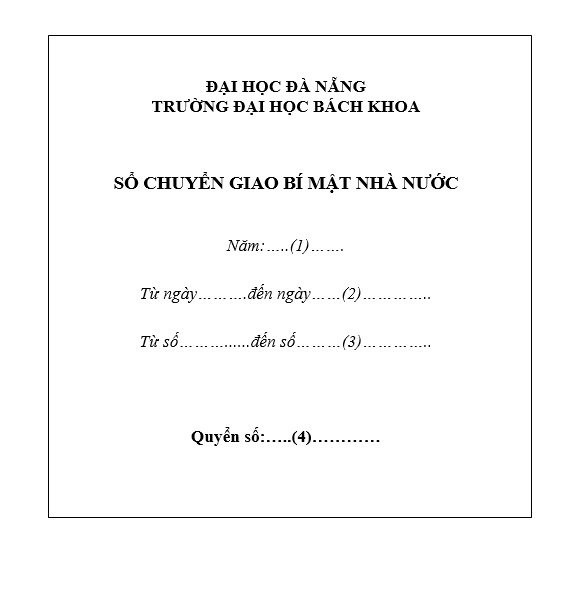 ĐẠI HỌC ĐÀ NẴNG
TRƯỜNG ĐẠI HỌC BÁCH KHOA
SỔ CHUYỂN GIAO BÍ MẬT NHÀ NƯỚC
Năm: …..(1)…….
Từ ngày……….đến ngày……(2)…………..
Từ số………......đến số………(3)…………..
Quyển số:…..(4)…………